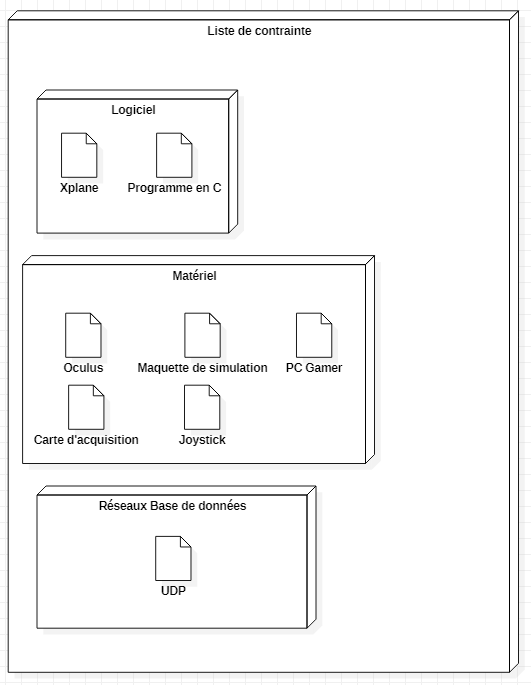 Liste de contrainte
Logiciel
Xplane
Programme en C
Matériel
Oculus
Maquette de simulation
PC Gamer
Carte d'acquisition
Joystick
Réseaux Base de données
UDP